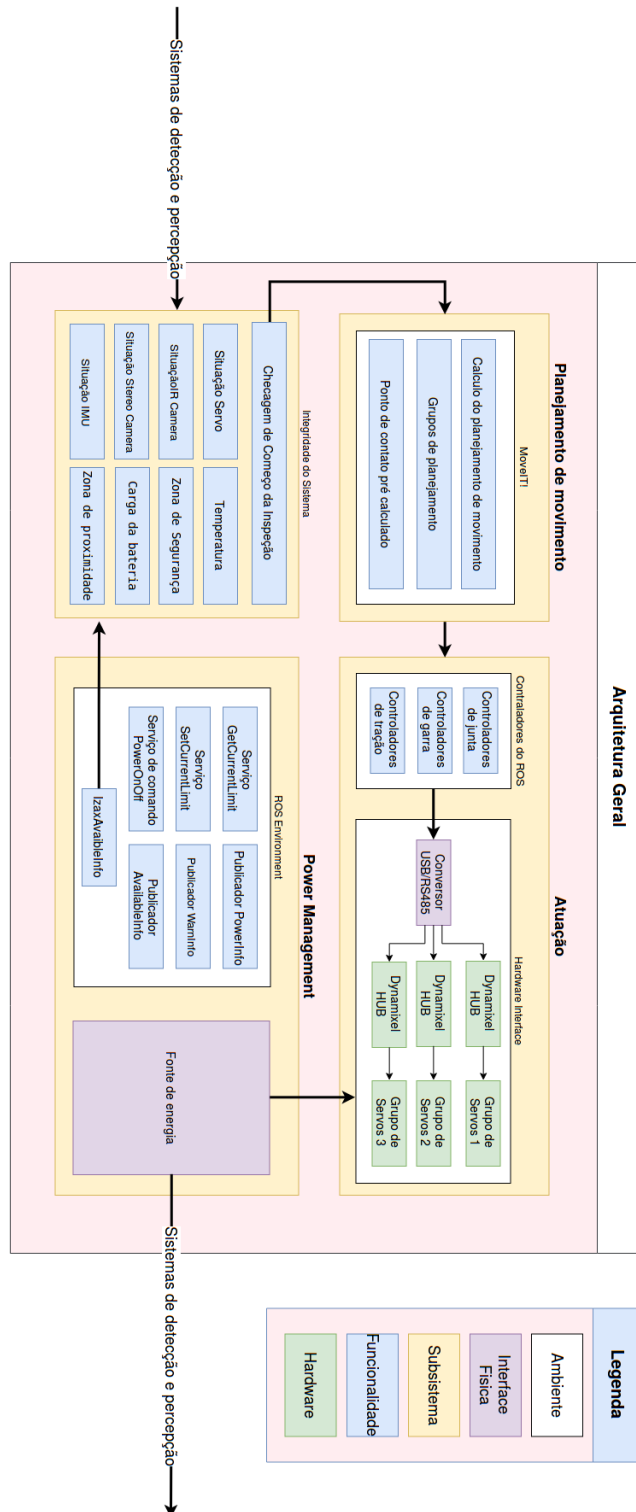 Arquitetura Geral
Planejamento de movimento
MoveIT!
Calculo do planejamento de movimento
Grupos de planejamento
Ponto de contato pré calculado
Atuação
Contraladores do ROS
Controladores
de junta
Controladores
de garra
Controladores
de tração
Hardware Interface
Conversor
USB/RS485
Dynamixel
HUB
Dynamixel
HUB
Dynamixel
HUB
Grupo de
Servos 1
Grupo de
Servos 2
Grupo de
Servos 3
Sistemas de detecção e percepção
Integridade do Sistema
Checagem de Começo da Inspeção
Situação Servo
Temperatura
SituaçãoIR Camera
Zona de Segurança
Situação Stereo Camera
Carga da bateria
Situação IMU
Zona de proximidade
Power Management
ROS Environment
Serviço
GetCurrentLimit
Publicador PowerInfo
Serviço
SetCurrentLimit
Publicador WarnInfo
Serviço de comando
PowerOnOff
Publicador
AvailableInfo
IzaxAvaibleInfo
Fonte de energia
Sistemas de detecção e percepção
Legenda
Ambiente
Interface
Fisica
Subsistema
Funcionalidade
Hardware